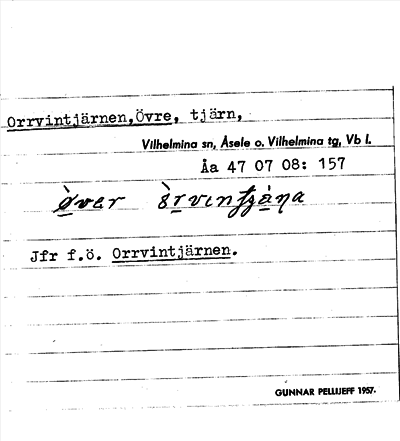 Orrvintjärnen,Övre, tjärn,
Vilhelmina sn, Åsele o. Vilhelmina tg, Vb l.
Åa 47 07 08: 157
Jfr f.ö. Orrvintjärnen.
GUNNAR PELLIJEFF 1957.